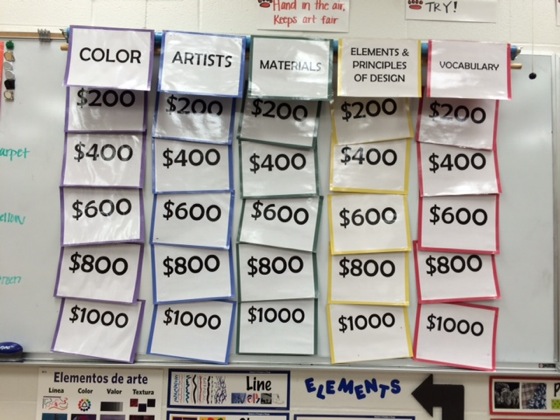 Hand in the air.
Keeps art fair
TRY!
COLOR
ARTISTS
MATERIALS
ELEMENTS &
PRINCIPLES
OF DESIGN
VOCABULARY
$200
$200
$200
$200
$200
$400
$400
$400
$400
$400
$600
$600
$600
$600
$600
$800
$800
$800
$800
$800
$1000
$1000
$1000
$1000
$1000
Elementos de arte
Linea Color Valor Textura
Line
ELEMENTS